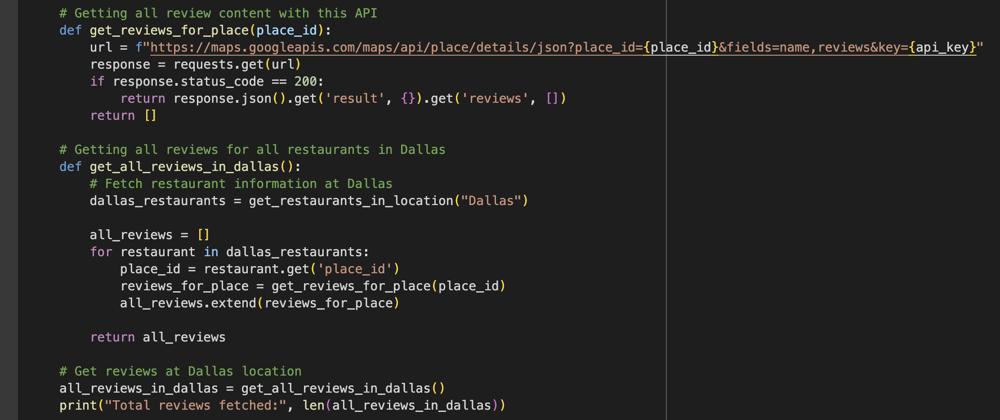 # Getting all review content with this API
def get_reviews_for_place(place_id):
    url = f"https://maps.googleapis.com/maps/api/place/details/json?place_id={place_id}&fields=name,reviews&key={api_key}"
    response = requests.get(url)
    if response.status_code == 200:
        return response.json().get('result', {}).get('reviews', [])
    return []

# Getting all reviews for all restaurants in Dallas
def get_all_reviews_in_dallas():
    # Fetch restaurant information at Dallas
    dallas_restaurants = get_restaurants_in_location("Dallas")

    all_reviews = []
    for restaurant in dallas_restaurants:
        place_id = restaurant.get('place_id')
        reviews_for_place = get_reviews_for_place(place_id)
        all_reviews.extend(reviews_for_place)

    return all_reviews

# Get reviews at Dallas location
all_reviews_in_dallas = get_all_reviews_in_dallas()
print("Total reviews fetched:", len(all_reviews_in_dallas))